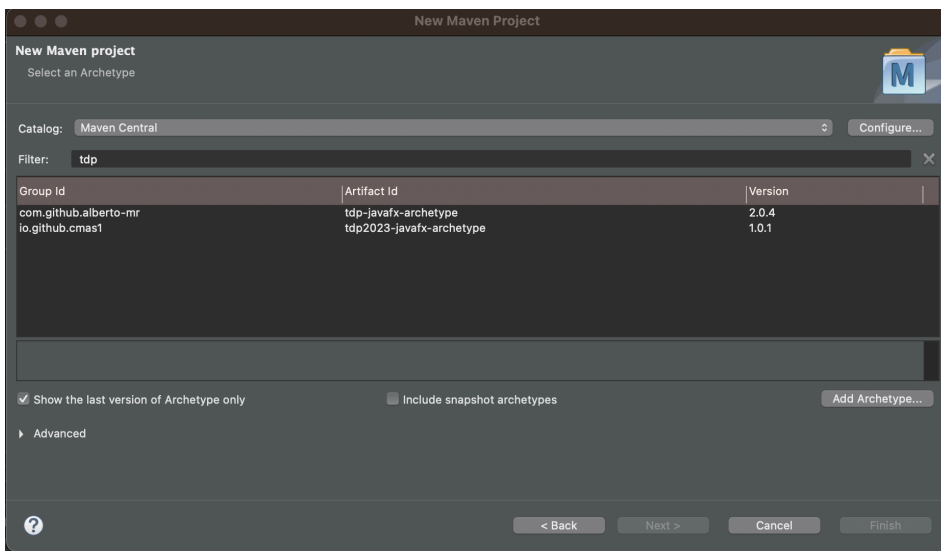 New Maven Project
New Maven project
Select an Archetype
M
Catalog: Maven Central Configure...
Filter: tdp
Group Id Artifact Id Version
com.github.alberto-mr tdp-javafx-archetype 2.0.4
io.github.cmas1 tdp2023-javafx-archetype 1.0.1
Show the last version of Archetype only Include snapshot archetypes Add Archetype...
Advanced
? < Back Next > Cancel Finish